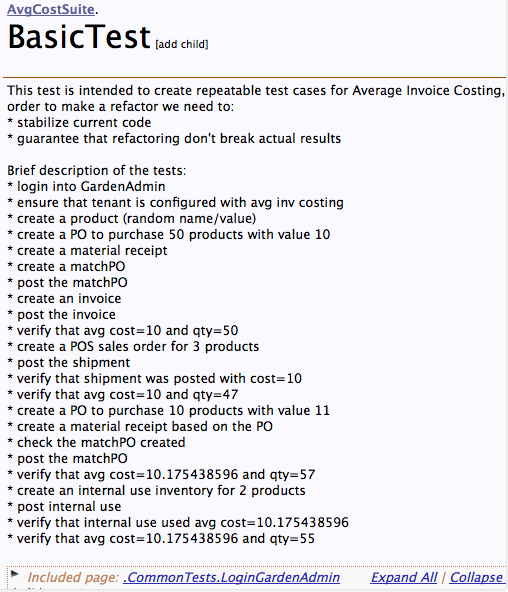 AvgCostSuite.
BasicTest [add child]
This test is intended to create repeatable test cases for Average Invoice Costing,
order to make a refactor we need to:
* stabilize current code
* guarantee that refactoring don't break actual results
Brief description of the tests:
* login into GardenAdmin
* ensure that tenant is configured with avg inv costing
* create a product (random name/value)
* create a PO to purchase 50 products with value 10
* create a material receipt
* create a matchPO
* post the matchPO
* create an invoice
* post the invoice
* verify that avg cost=10 and qty=50
* create a POS sales order for 3 products
* post the shipment
* verify that shipment was posted with cost=10
* verify that avg cost=10 and qty=47
* create a PO to purchase 10 products with value 11
* create a material receipt based on the PO
* check the matchPO created
* post the matchPO
* verify that avg cost=10.175438596 and qty=57
* create an internal use inventory for 2 products
* post internal use
* verify that internal use used avg cost=10.175438596
* verify that avg cost=10.175438596 and qty=55
Included page: .CommonTests.LoginGardenAdmin Expand All | Collapse